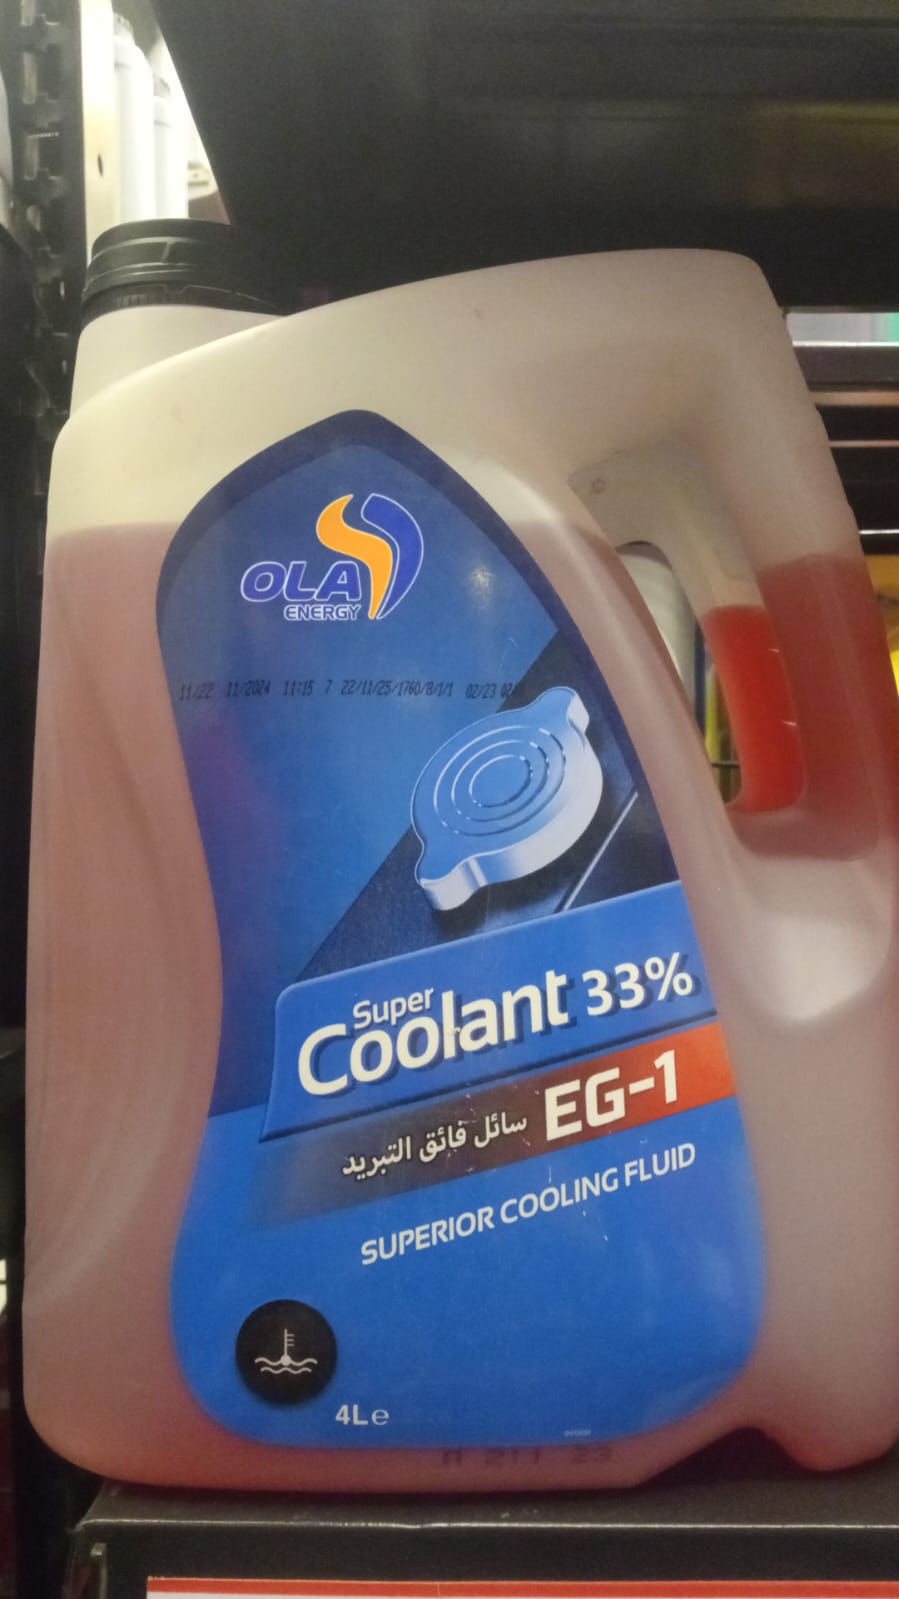 OLA
ENERGY
11/22 11/2024 11:15 7 22/11/25/1760/8/1/1 02/23
Super
Coolant 33%
سائل فائق التبريد EG-1
SUPERIOR COOLING FLUID
4L℮